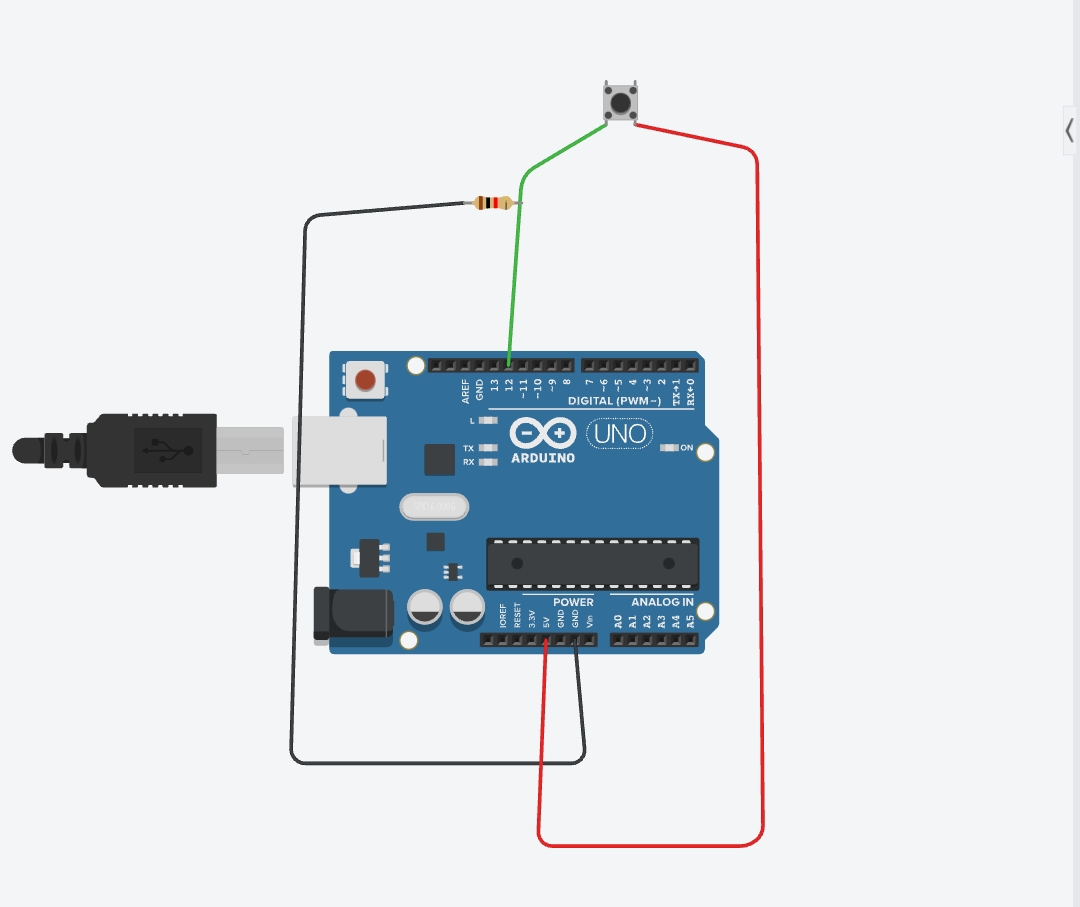 AREF
GND
13
12
~11
~10
~9
8
7
~6
~5
4
~3
2
TX→1
RX←0
DIGITAL (PWM~)
L
TX
RX
UNO
ON
ARDUINO
POWER
ANALOG IN
IOREF
RESET
3.3V
5V
GND
GND
Vin
A0
A1
A2
A3
A4
A5